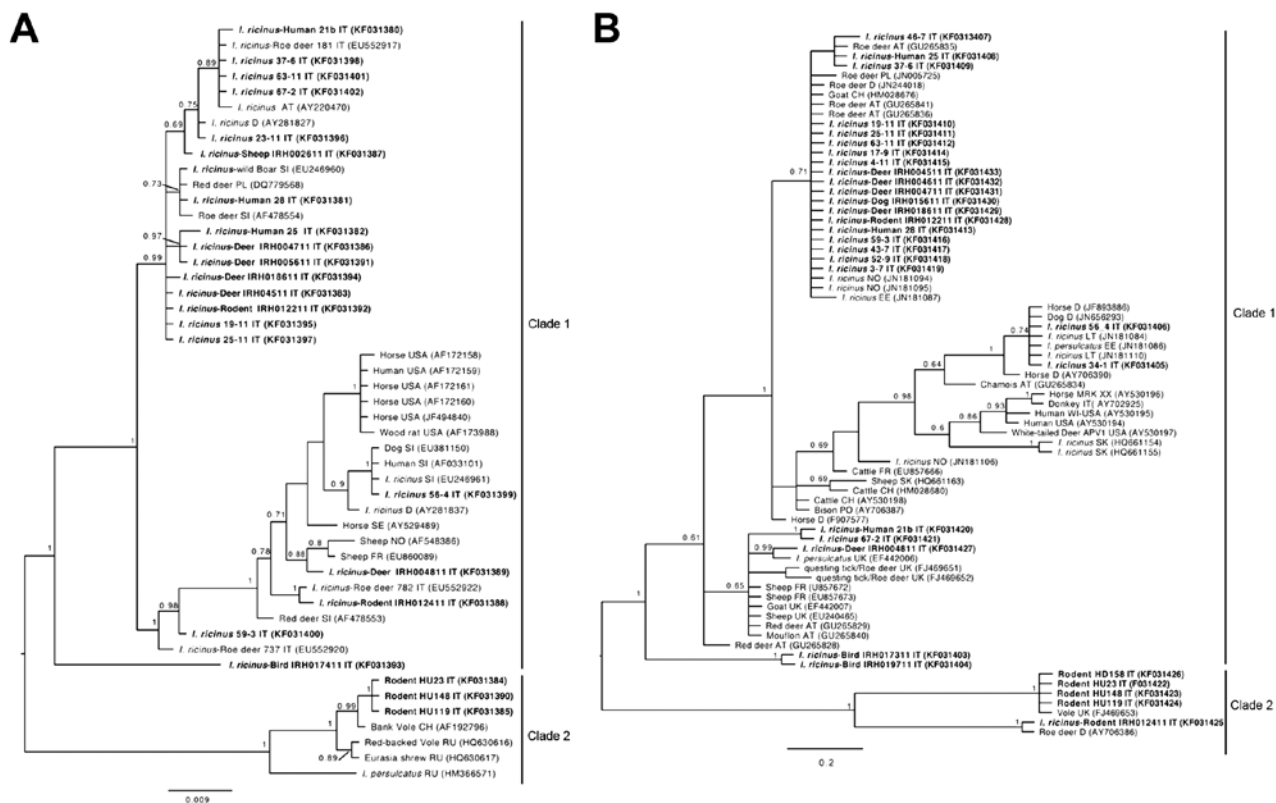 A
I. ricinus-Human 21b IT (KF031380)
I. ricinus-Roe deer 181 IT (EU552917)
0.89
I. ricinus 37-6 IT (KF031398)
I. ricinus 63-11 IT (KF031401)
I. ricinus 67-2 IT (KF031402)
0.75
I. ricinus AT (AY220470)
I. ricinus D (AY281827)
0.69
I. ricinus 23-11 IT (KF031396)
I. ricinus-Sheep IRH002611 IT (KF031387)
I. ricinus-wild Boar SI (EU246960)
0.73
Red deer PL (DQ779568)
I. ricinus-Human 28 IT (KF031381)
Roe deer SI (AF478554)
I. ricinus-Human 25 IT (KF031382)
0.97
I. ricinus-Deer IRH004711 IT (KF031386)
0.99
I. ricinus-Deer IRH005611 IT (KF031391)
I. ricinus-Deer IRH018611 IT (KF031394)
I. ricinus-Deer IRH04511 IT (KF031383)
I. ricinus-Rodent IRH012211 IT (KF031392)
I. ricinus 19-11 IT (KF031395)
I. ricinus 25-11 IT (KF031397)
Clade 1
Horse USA (AF172158)
Human USA (AF172159)
Horse USA (AF172161)
1
Horse USA (AF172160)
Horse USA (JF494840)
Wood rat USA (AF173988)
Dog SI (EU381150)
Human SI (AF033101)
1
I. ricinus SI (EU246961)
0.9
I. ricinus 56-4 IT (KF031399)
I. ricinus D (AY281837)
0.71
Horse SE (AY529489)
0.8
Sheep NO (AF548386)
0.88
Sheep FR (EU860089)
0.78
I. ricinus-Deer IRH004811 IT (KF031389)
1
I. ricinus-Roe deer 782 IT (EU552922)
1
I. ricinus-Rodent IRH012411 IT (KF031388)
0.98
Red deer SI (AF478553)
1
I. ricinus 59-3 IT (KF031400)
I. ricinus-Roe deer 737 IT (EU552920)
1
I. ricinus-Bird IRH017411 IT (KF031393)
1
Rodent HU23 IT (KF031384)
0.99
Rodent HU148 IT (KF031390)
Rodent HU119 IT (KF031385)
1
Bank Vole CH (AF192796)
Clade 2
1
Red-backed Vole RU (HQ630616)
0.89
Eurasia shrew RU (HQ630617)
I. persulcatus RU (HM366571)
0.009
B
I. ricinus 46-7 IT (KF0313407)
Roe deer AT (GU265835)
I. ricinus-Human 25 IT (KF031408)
I. ricinus 37-6 IT (KF031409)
Roe deer PL (JN005725)
Roe deer D (JN244018)
Goat CH (HM028676)
Roe deer AT (GU265841)
Roe deer AT (GU265836)
I. ricinus 19-11 IT (KF031410)
I. ricinus 25-11 IT (KF031411)
I. ricinus 63-11 IT (KF031412)
I. ricinus 17-9 IT (KF031414)
I. ricinus 4-11 IT (KF031415)
0.71
I. ricinus-Deer IRH004511 IT (KF031433)
I. ricinus-Deer IRH004611 IT (KF031432)
I. ricinus-Deer IRH004711 IT (KF031431)
I. ricinus-Dog IRH015611 IT (KF031430)
I. ricinus-Deer IRH018611 IT (KF031429)
I. ricinus-Rodent IRH012211 IT (KF031428)
I. ricinus-Human 28 IT (KF031413)
I. ricinus 59-3 IT (KF031416)
I. ricinus 43-7 IT (KF031417)
I. ricinus 52-9 IT (KF031418)
I. ricinus 3-7 IT (KF031419)
I. ricinus NO (JN181094)
I. ricinus NO (JN181095)
I. ricinus EE (JN181087)
Clade 1
Horse D (JF893886)
Dog D (JN656293)
0.74
I. ricinus 56_4 IT (KF031406)
I. ricinus LT (JN181084)
1
I. persulcatus EE (JN181086)
I. ricinus LT (JN181110)
0.64
I. ricinus 34-1 IT (KF031405)
Horse D (AY706390)
Chamois AT (GU265834)
0.98
1
Horse MRK XX (AY530196)
0.93
Donkey IT( AY702925)
0.86
Human WI-USA (AY530195)
Human USA (AY530194)
0.6
White-tailed Deer APV1 USA (AY530197)
1
I. ricinus SK (HQ661154)
I. ricinus SK (HQ661155)
1
0.69
I. ricinus NO (JN181106)
Cattle FR (EU857666)
0.69
Sheep SK (HQ661163)
Cattle CH (HM028680)
Cattle CH (AY530198)
Bison PO (AY706387)
Horse D (F907577)
1
I. ricinus-Human 21b IT (KF031420)
I. ricinus 67-2 IT (KF031421)
0.61
0.99
I. ricinus-Deer IRH004811 IT (KF031427)
I. persulcatus UK (EF442006)
questing tick/Roe deer UK (FJ469651)
questing tick/Roe deer UK (FJ469652)
0.65
Sheep FR (U857672)
Sheep FR (EU857673)
Goat UK (EF442007)
Sheep UK (EU240465)
1
Red deer AT (GU265829)
Mouflon AT (GU265840)
Red deer AT (GU265828)
1
I. ricinus-Bird IRH017311 IT (KF031403)
I. ricinus-Bird IRH019711 IT (KF031404)
1
Rodent HD158 IT (KF031426)
Rodent HU23 IT (F031422)
1
Rodent HU148 IT (KF031423)
Rodent HU119 IT (KF031424)
Vole UK (FJ469653)
Clade 2
1
1
I. ricinus-Rodent IRH012411 IT (KF031425
Roe deer D (AY706386)
0.2